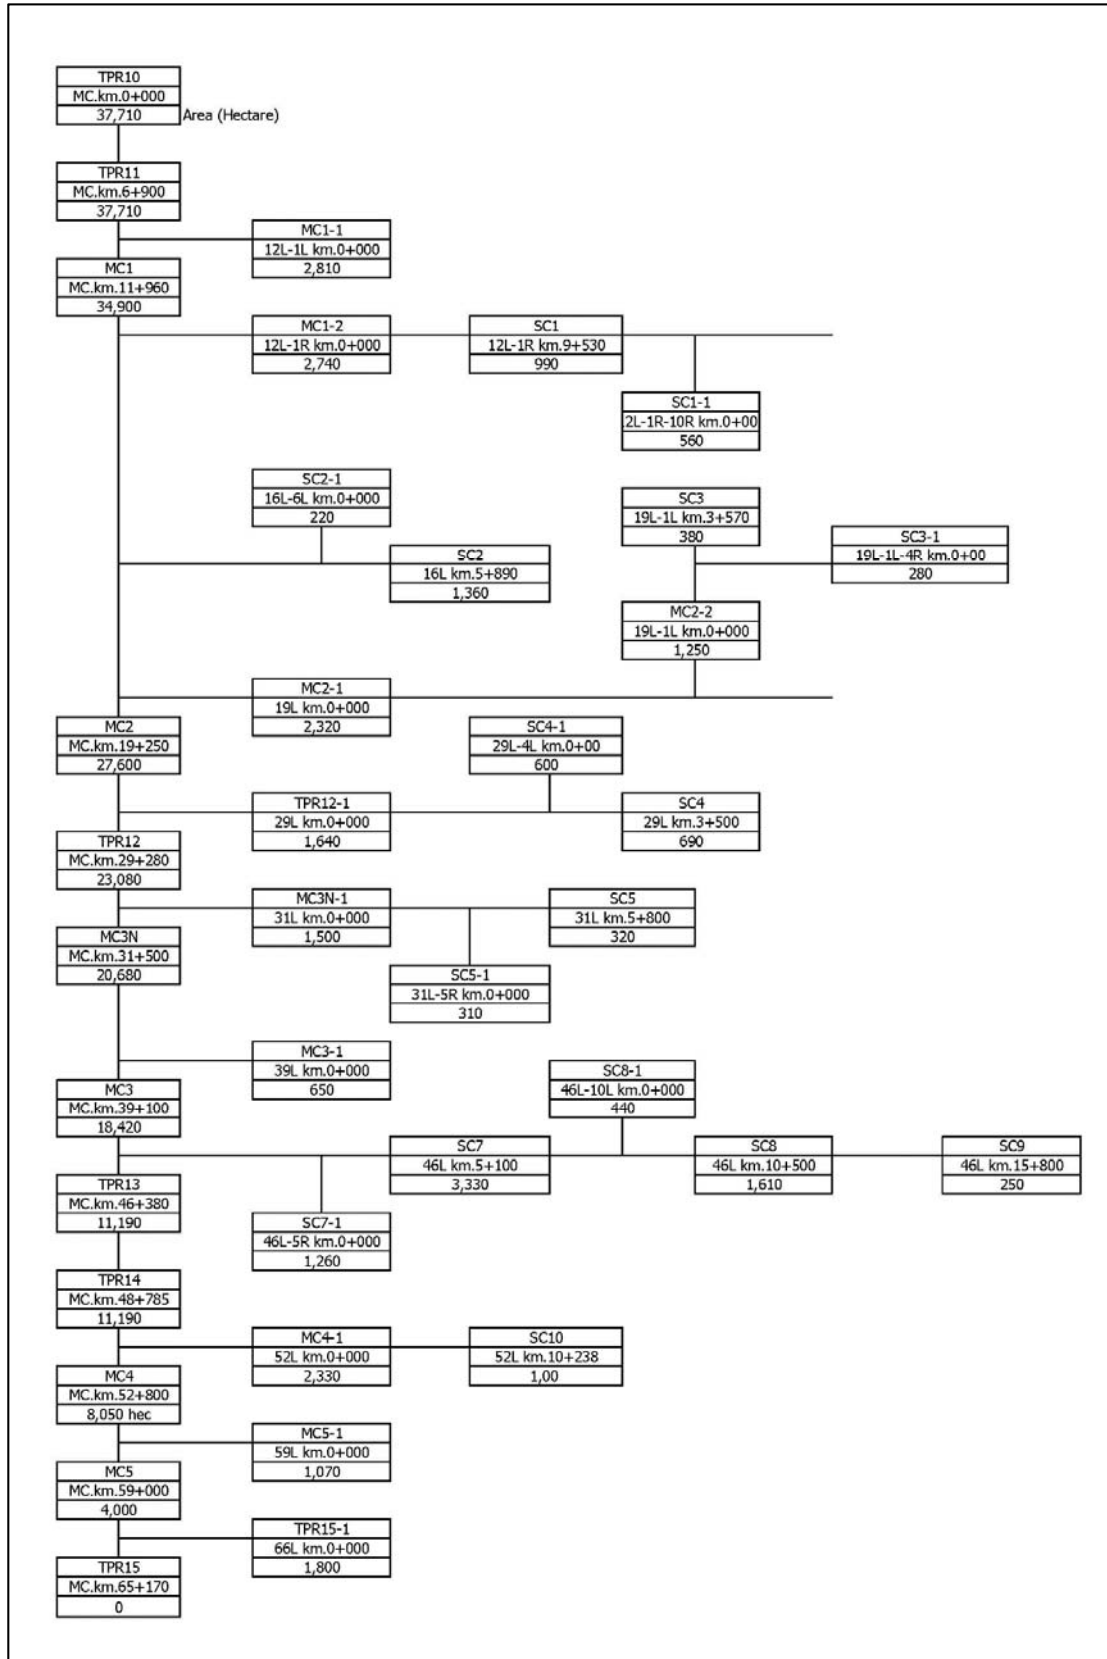 TPR10
MC.km.0+000
37,710
Area (Hectare)
TPR11
MC.km.6+900
37,710
MC1-1
12L-1L km.0+000
2,810
MC1
MC.km.11+960
34,900
MC1-2
12L-1R km.0+000
2,740
SC1
12L-1R km.9+530
990
SC1-1
2L-1R-10R km.0+00
560
SC2-1
16L-6L km.0+000
220
SC2
16L km.5+890
1,360
SC3
19L-1L km.3+570
380
SC3-1
19L-1L-4R km.0+00
280
MC2-2
19L-1L km.0+000
1,250
MC2-1
19L km.0+000
2,320
MC2
MC.km.19+250
27,600
SC4-1
29L-4L km.0+00
600
TPR12-1
29L km.0+000
1,640
SC4
29L km.3+500
690
TPR12
MC.km.29+280
23,080
MC3N-1
31L km.0+000
1,500
SC5
31L km.5+800
320
MC3N
MC.km.31+500
20,680
SC5-1
31L-5R km.0+000
310
MC3-1
39L km.0+000
650
SC8-1
46L-10L km.0+000
440
MC3
MC.km.39+100
18,420
SC7
46L km.5+100
3,330
SC8
46L km.10+500
1,610
SC9
46L km.15+800
250
TPR13
MC.km.46+380
11,190
SC7-1
46L-5R km.0+000
1,260
TPR14
MC.km.48+785
11,190
MC4-1
52L km.0+000
2,330
SC10
52L km.10+238
1,00
MC4
MC.km.52+800
8,050 hec
MC5-1
59L km.0+000
1,070
MC5
MC.km.59+000
4,000
TPR15-1
66L km.0+000
1,800
TPR15
MC.km.65+170
0